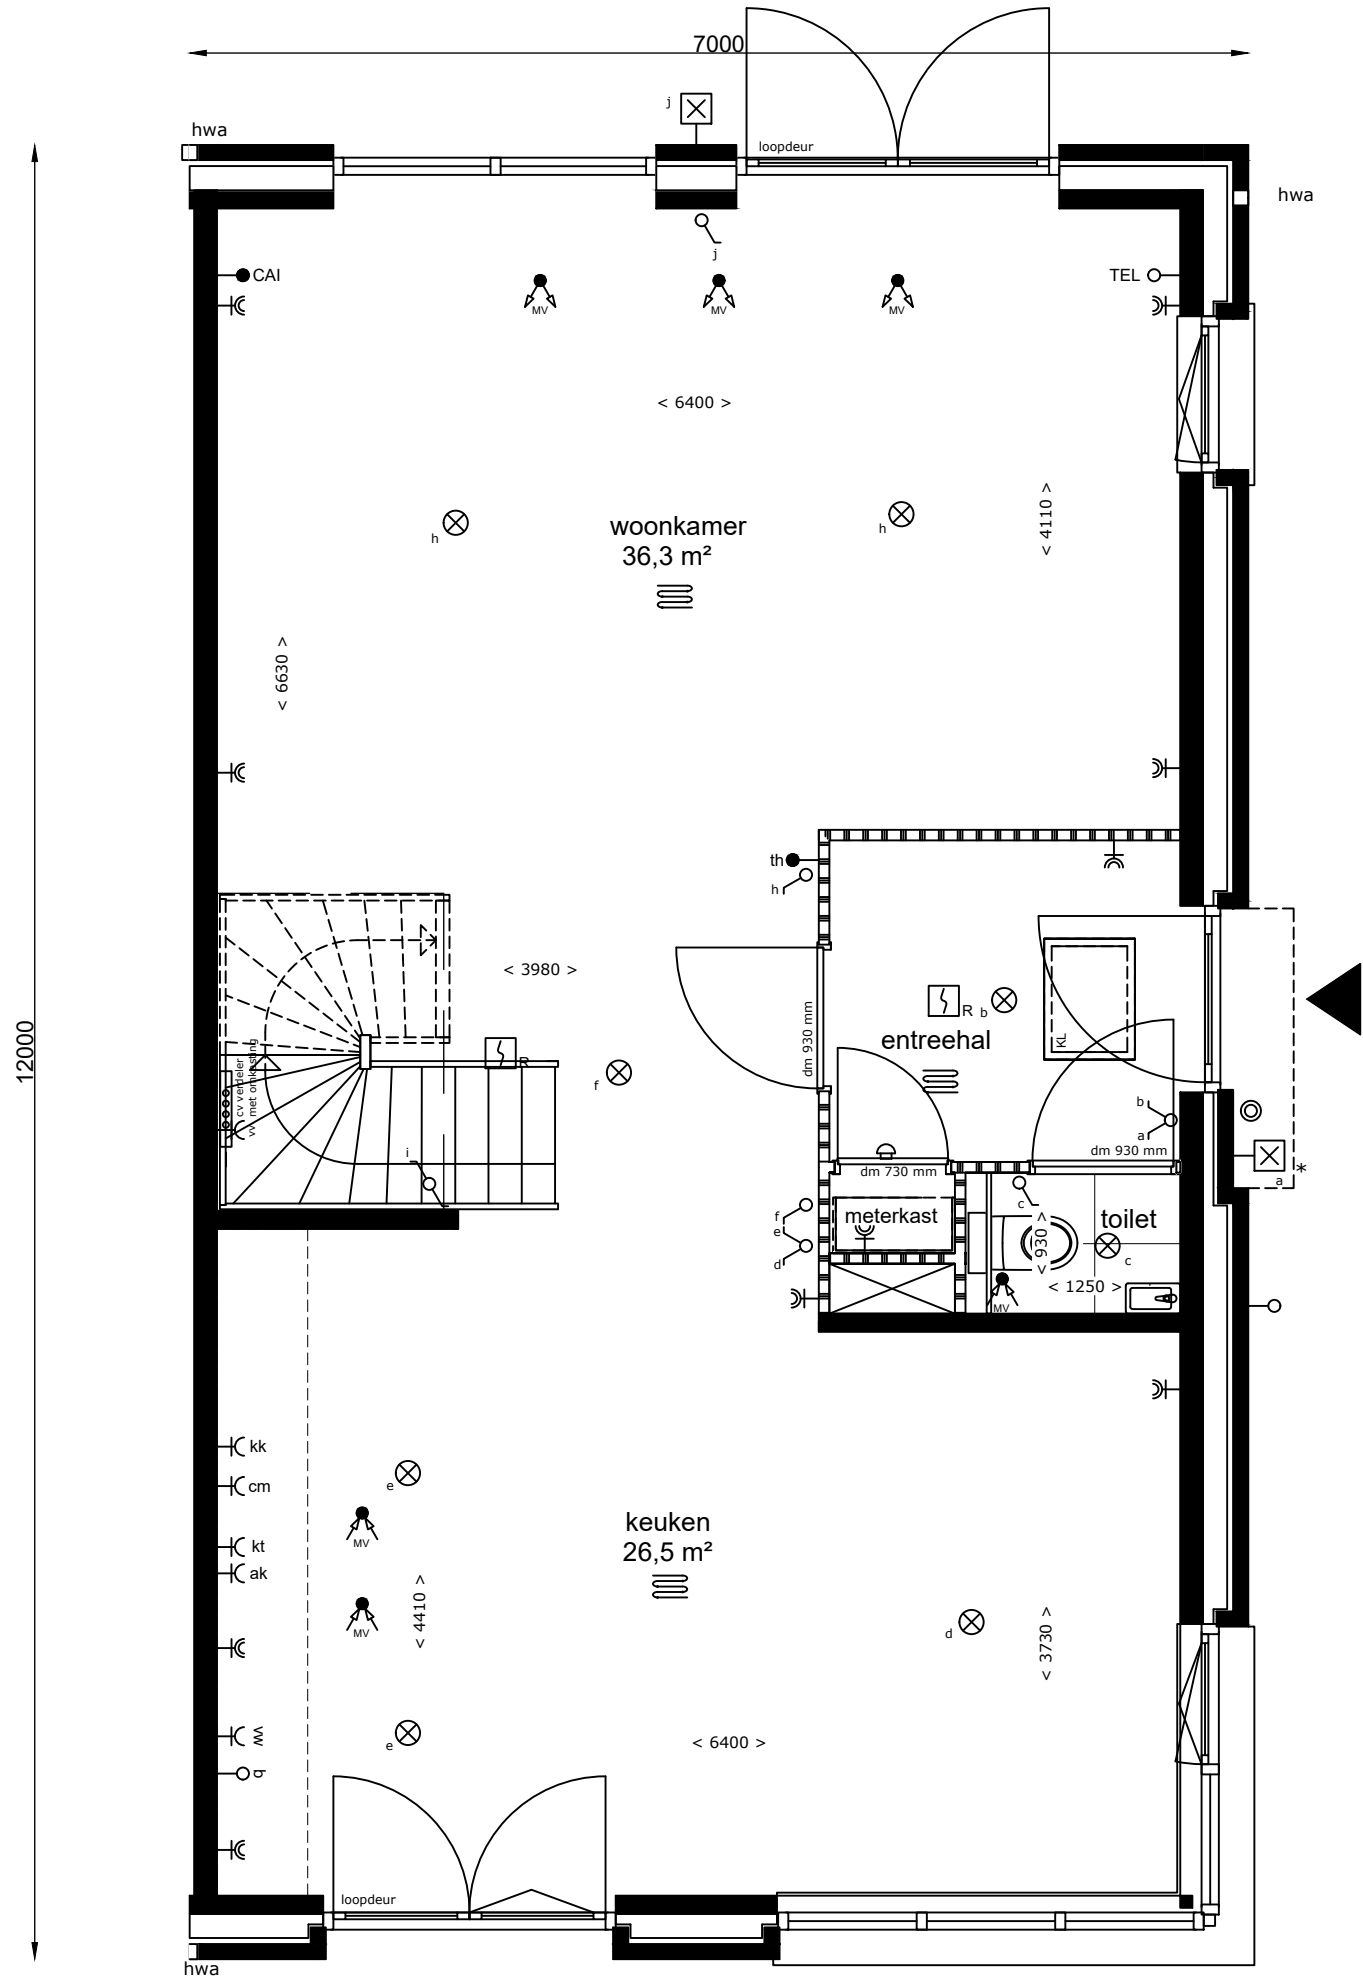 7000
j
hwa
loopdeur
hwa
j
CAI
TEL
MV
MV
MV
< 6400 >
< 4110 >
h
woonkamer
36,3 m²
h
< 6630 >
th
h
< 3980 >
R
b
entreehal
dm 930 mm
KL
R
f
12000
cv verdeler
met omkasting
vv
i
b
a
dm 930 mm
dm 730 mm
a
*
f
e
d
meterkast
c
toilet
< 930 >
c
< 1250 >
MV
kk
cm
e
kt
ak
MV
MV
keuken
26,5 m²
< 4410 >
d
< 3730 >
vw
q
e
< 6400 >
loopdeur
hwa